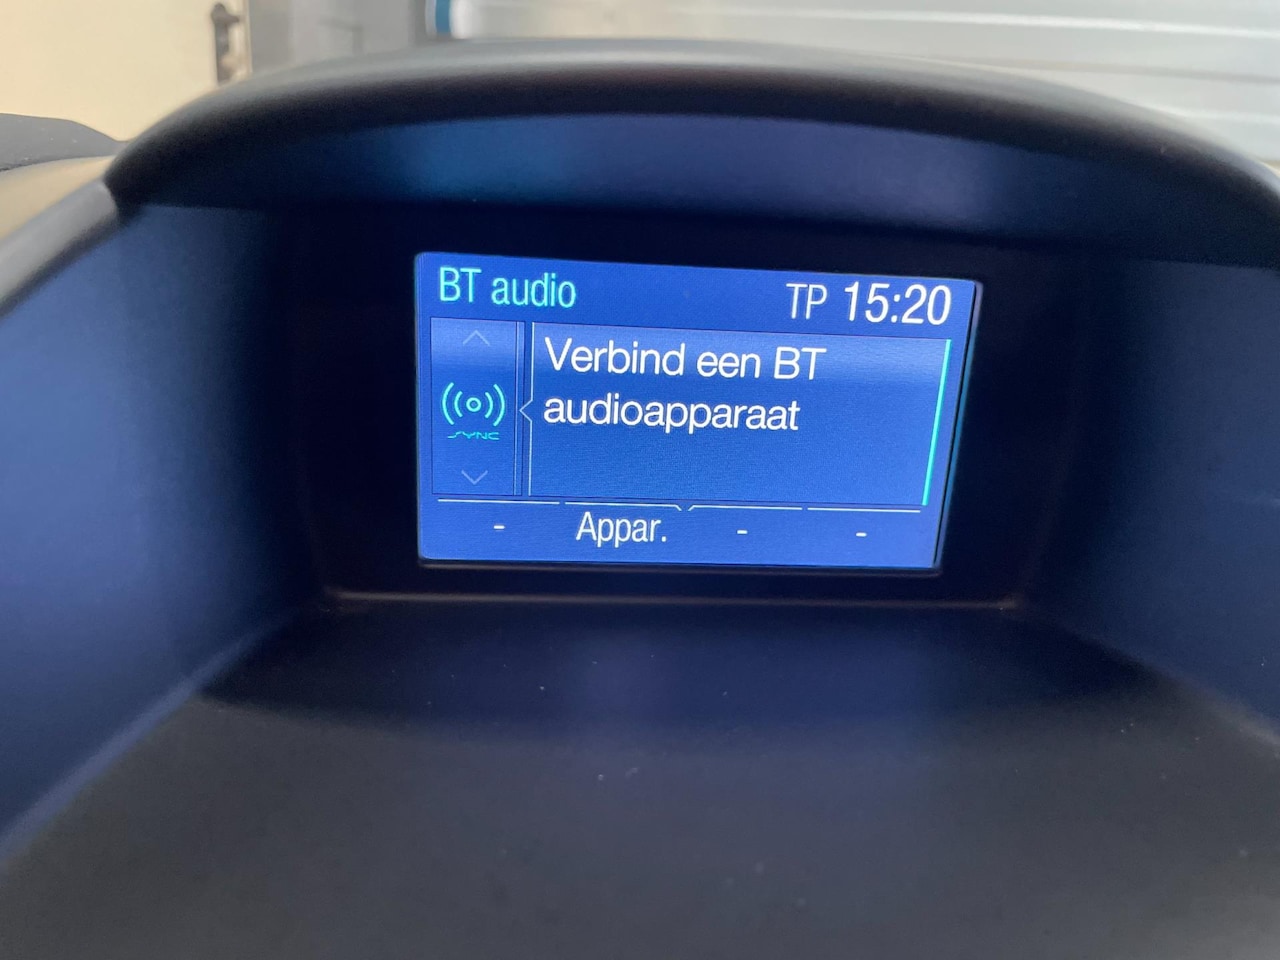 BT audio TP 15:20
Verbind een BT
audioapparaat
SYNC
- Appar. - -